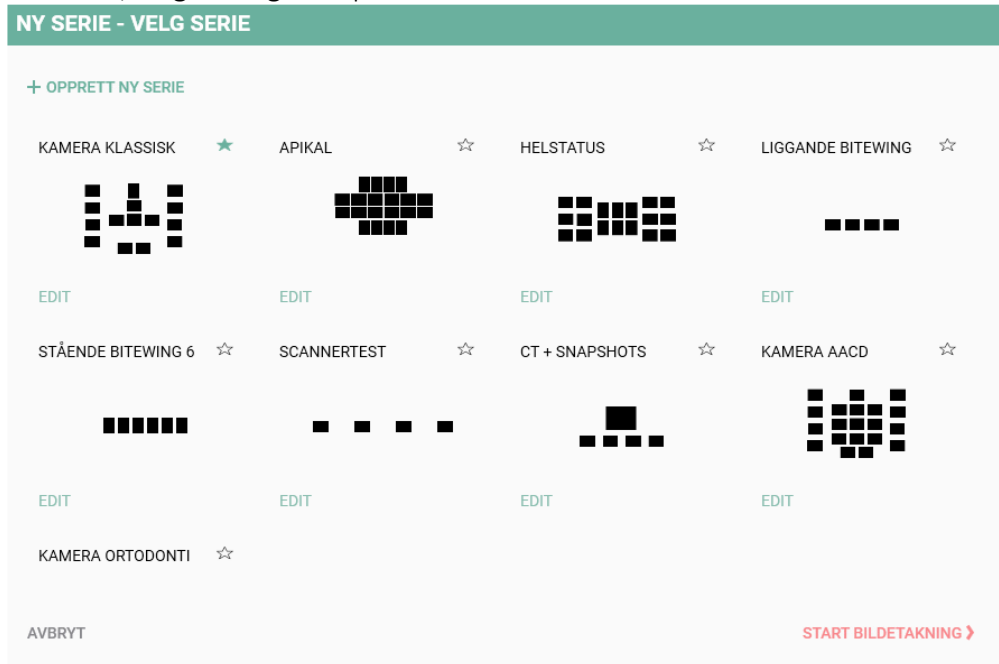 NY SERIE - VELG SERIE
+ OPPRETT NY SERIE
KAMERA KLASSISK
APIKAL
HELSTATUS
LIGGANDE BITEWING
EDIT
EDIT
EDIT
EDIT
STÅENDE BITEWING 6
SCANNERTEST
CT + SNAPSHOTS
KAMERA AACD
EDIT
EDIT
EDIT
EDIT
KAMERA ORTODONTI
AVBRYT
START BILDETAKNING